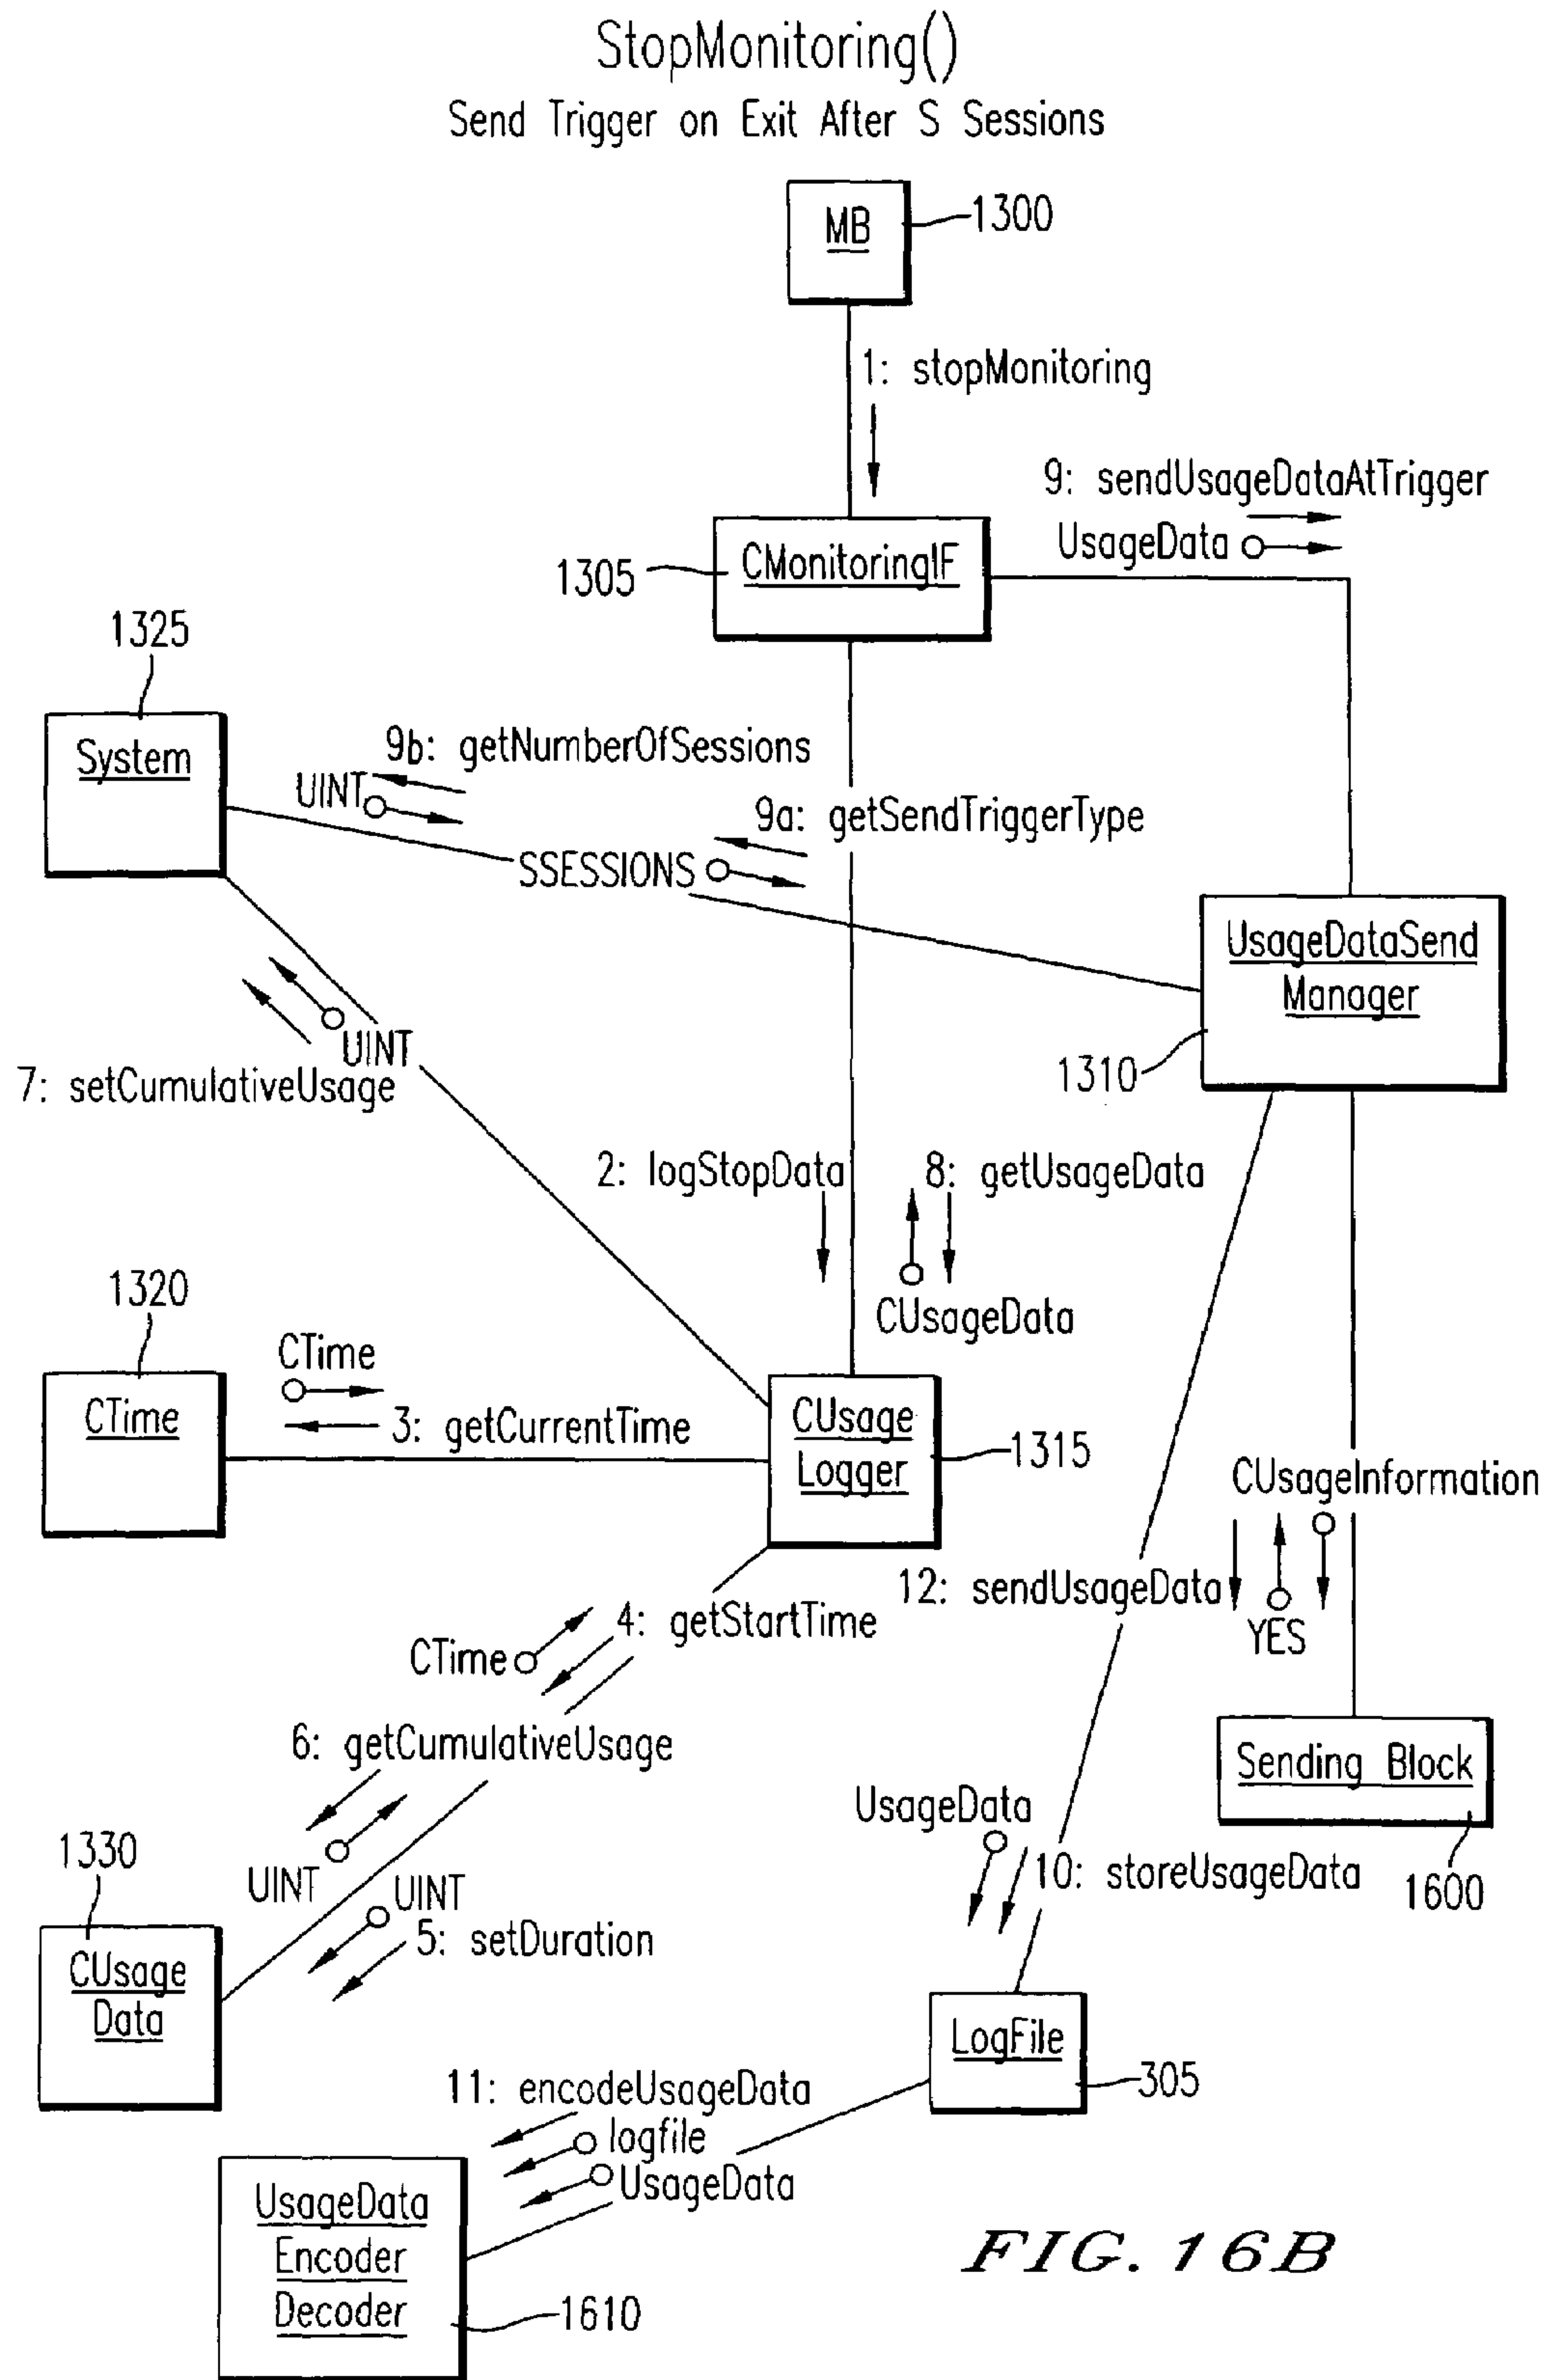 StopMonitoring()
Send Trigger on Exit After S Sessions
MB
1300
1: stopMonitoring
9: sendUsageDataAtTrigger
UsageData
CMonitoringIF
1305
1325
System
9b: getNumberOfSessions
UINT
9a: getSendTriggerType
SSESSIONS
UsageDataSend
Manager
1310
UINT
7: setCumulativeUsage
2: logStopData
8: getUsageData
CUsageData
1320
CTime
CTime
3: getCurrentTime
CUsage
Logger
1315
CUsageInformation
12: sendUsageData
YES
4: getStartTime
CTime
6: getCumulativeUsage
Sending Block
1600
UsageData
10: storeUsageData
1330
UINT
UINT
5: setDuration
CUsage
Data
LogFile
305
11: encodeUsageData
logfile
UsageData
UsageData
Encoder
Decoder
1610
FIG. 16B